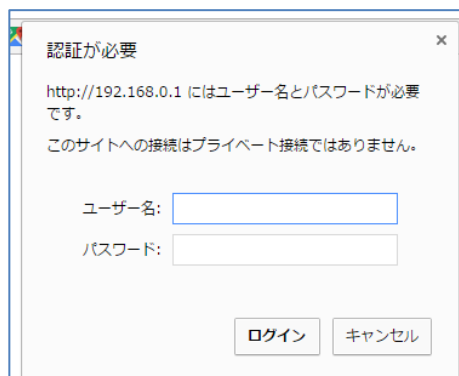 認証が必要
×
http://192.168.0.1 にはユーザー名とパスワードが必要
です。
このサイトへの接続はプライベート接続ではありません。
ユーザー名:
パスワード:
ログイン キャンセル